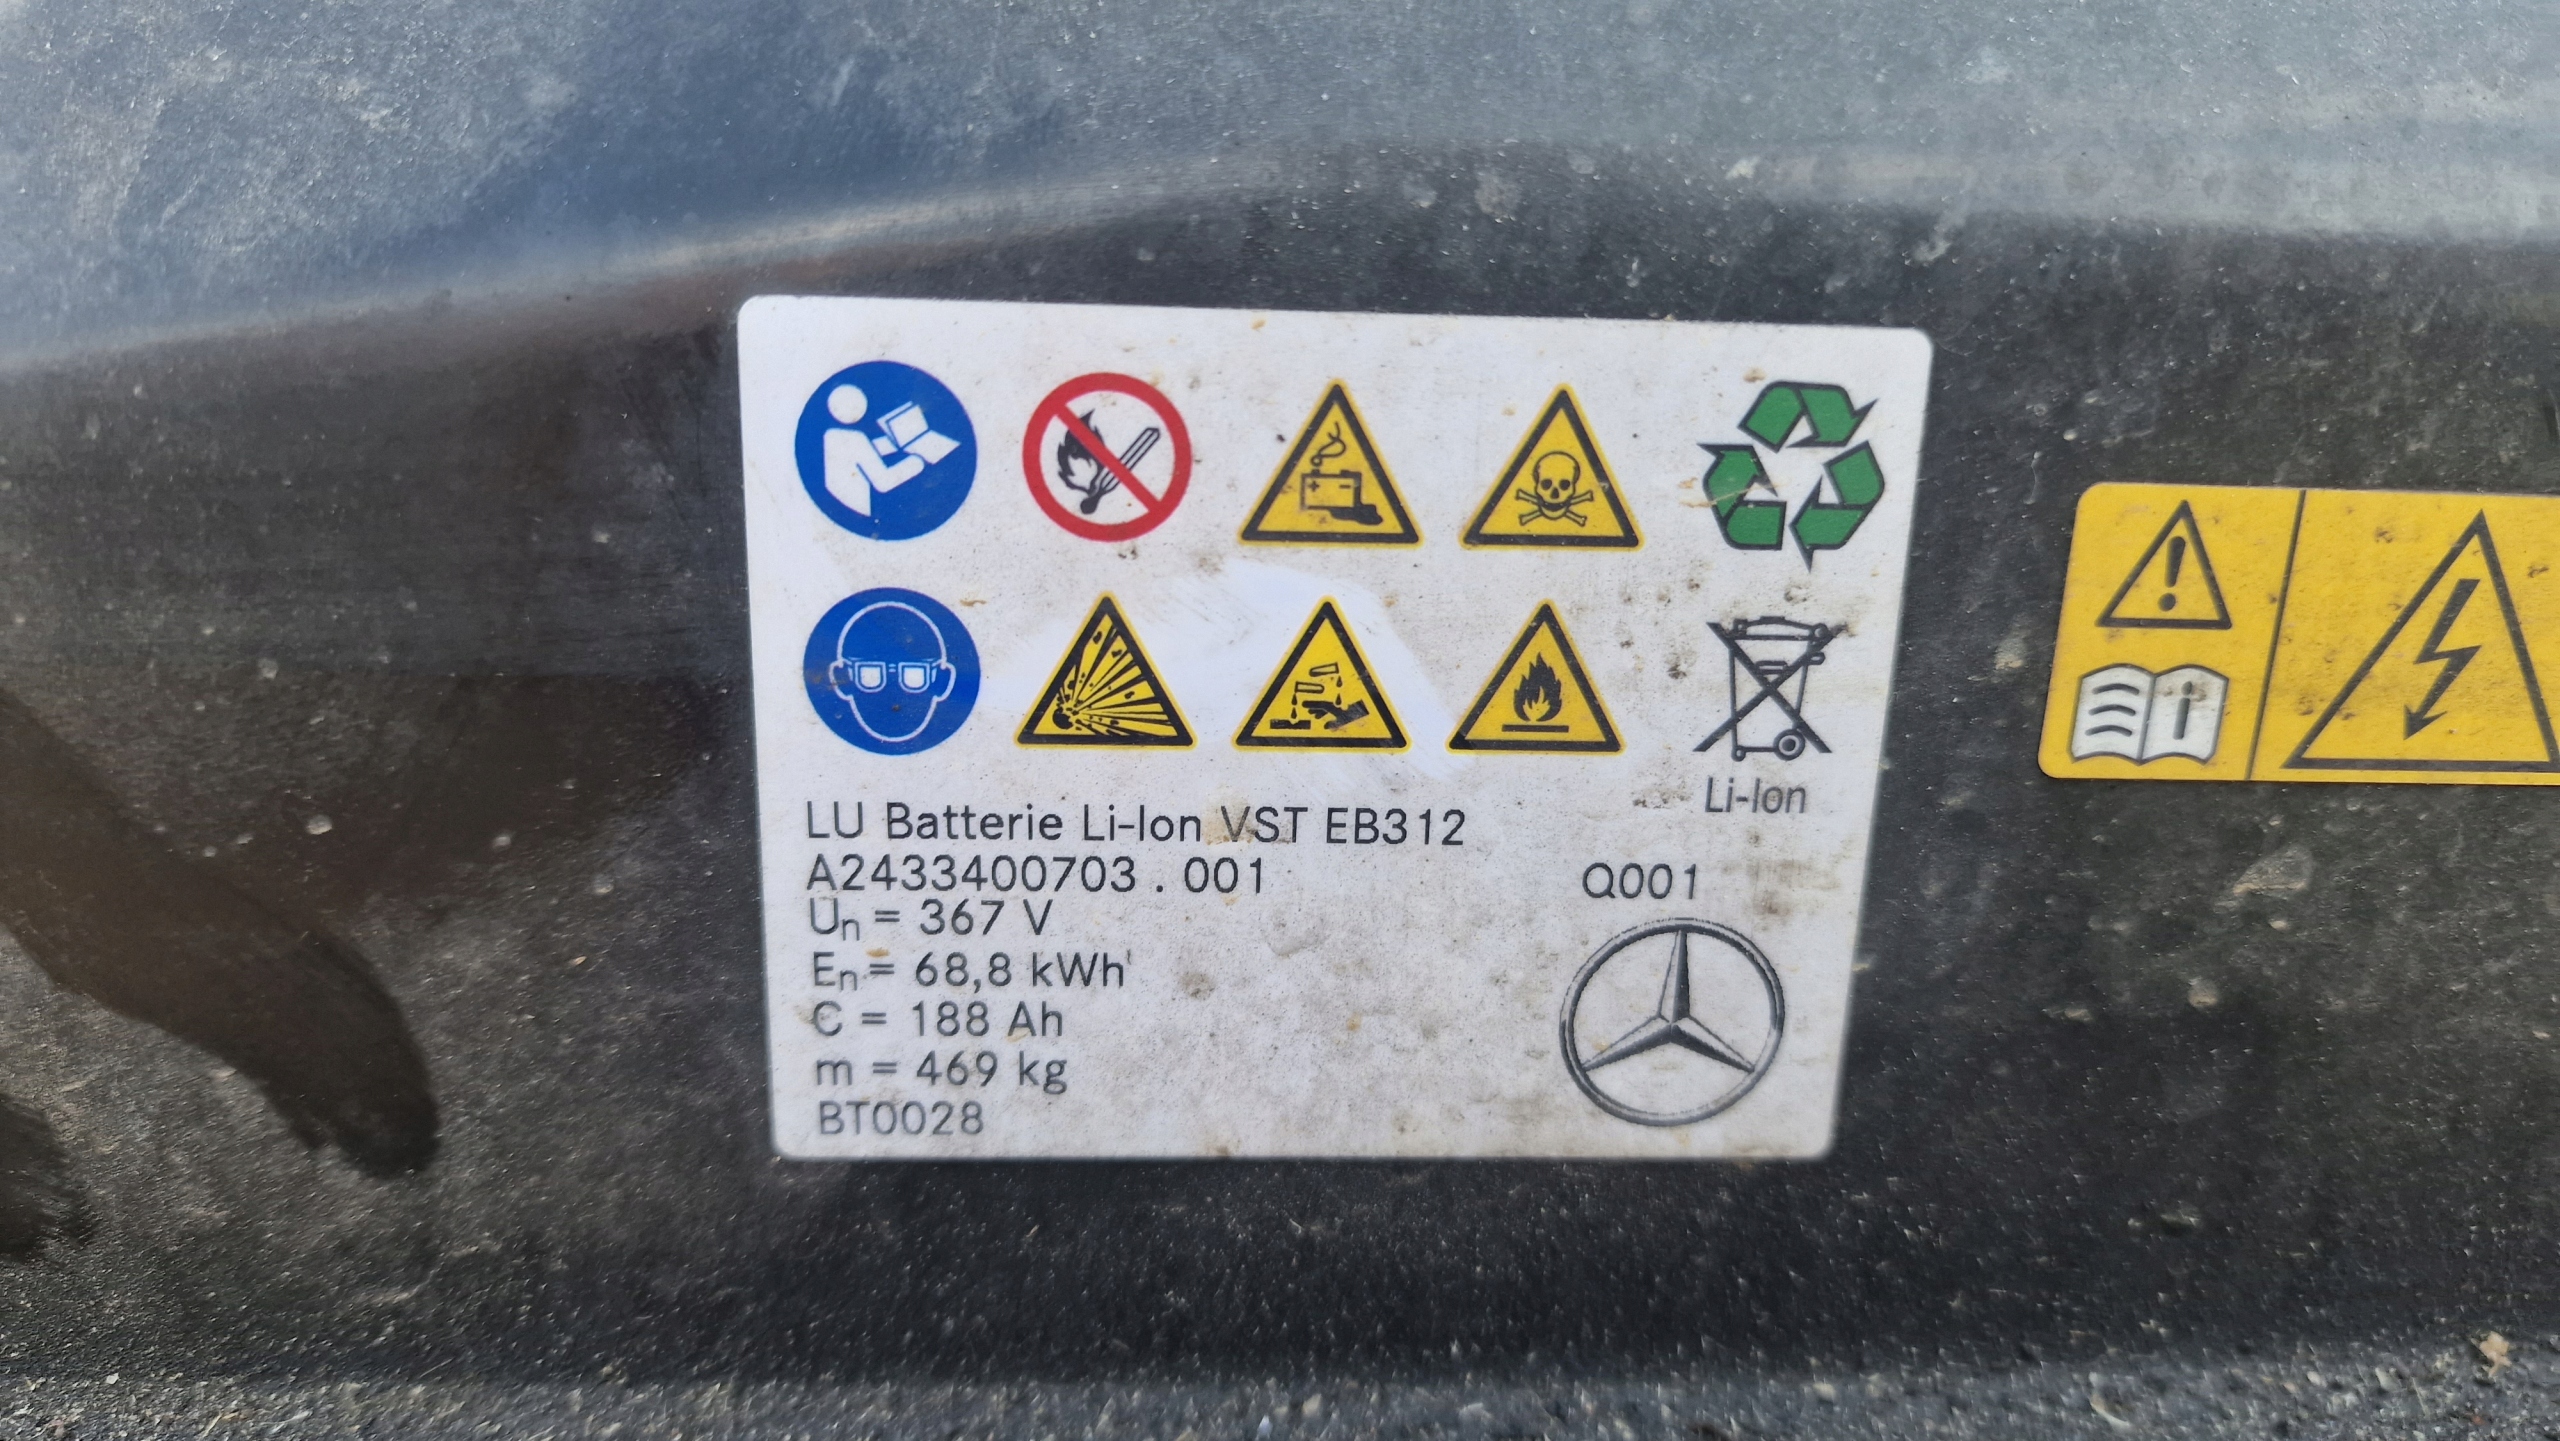 Li-Ion
LU Batterie Li-Ion VST EB312
A2433400703 . 001
Q001
Un = 367 V
En = 68,8 kWh
C = 188 Ah
m = 469 kg
BT0028